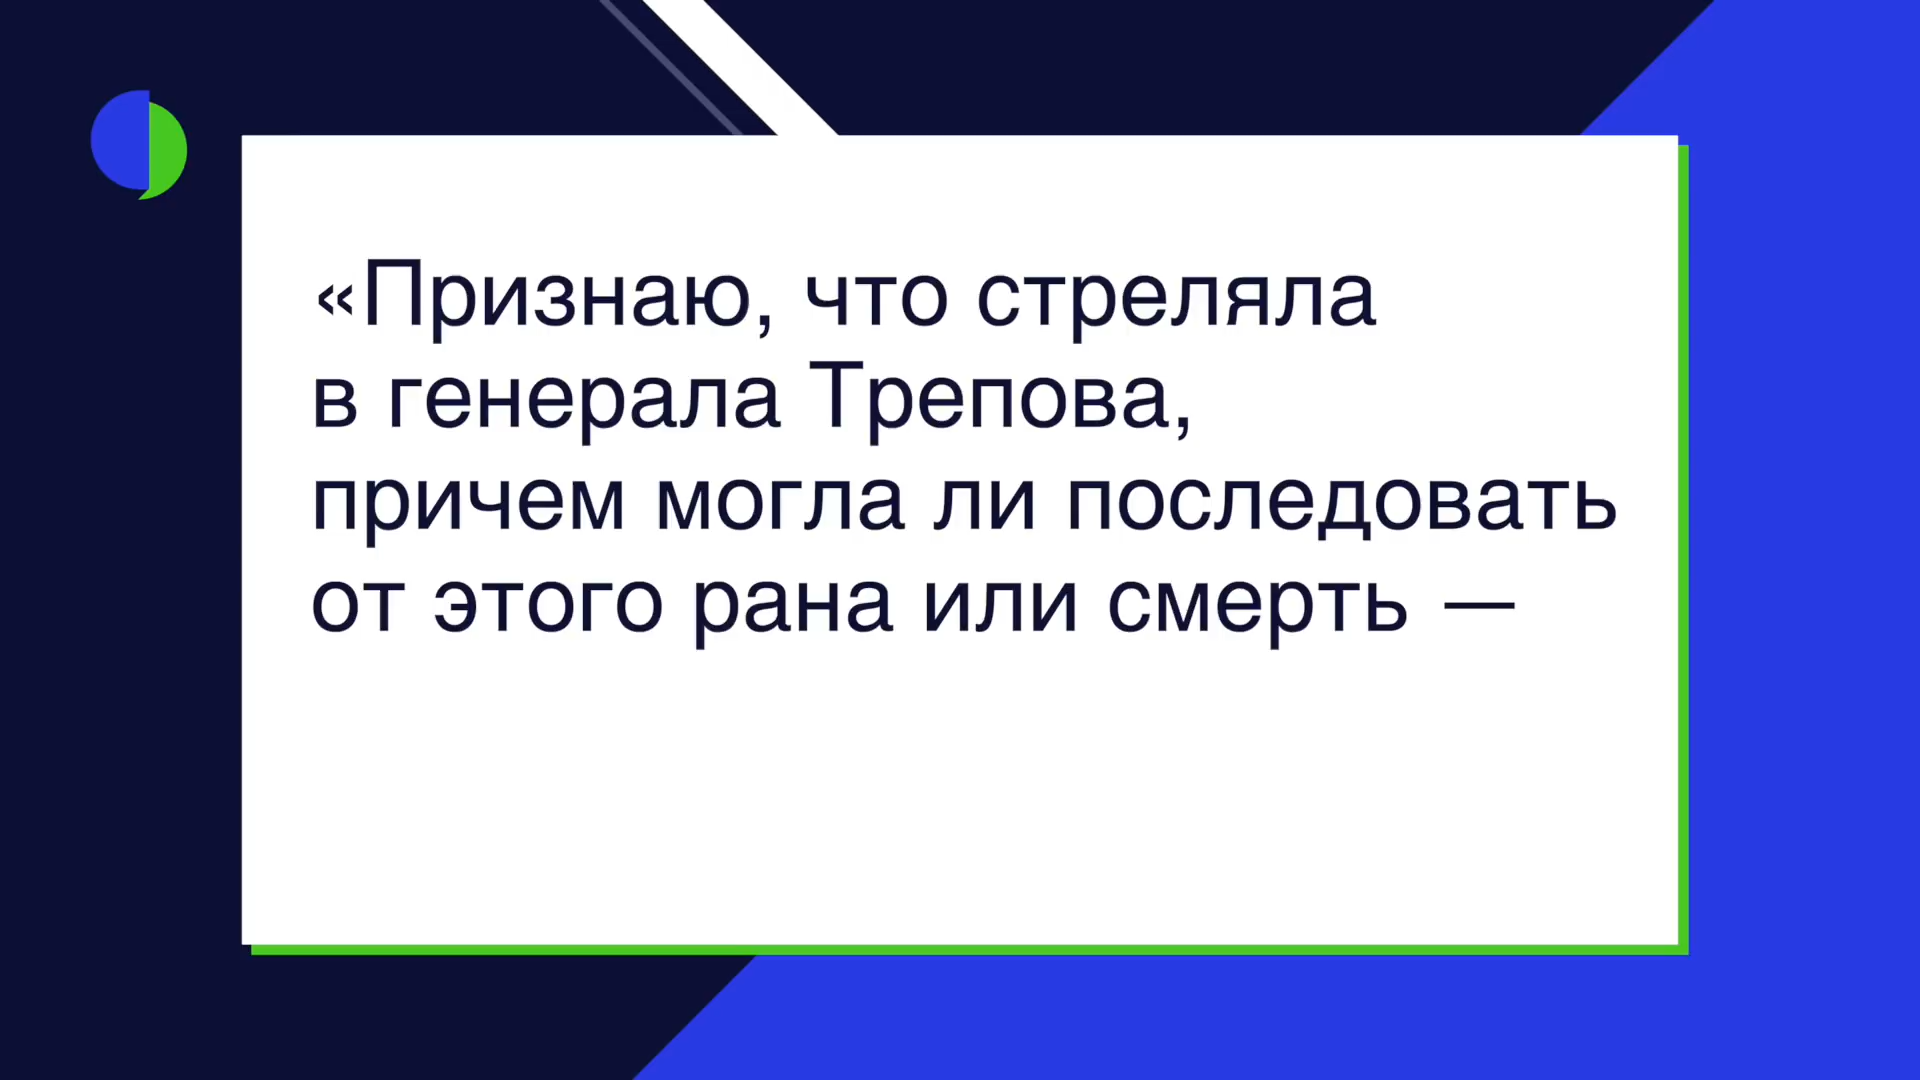 «Признаю, что стреляла
в генерала Трепова,
причем могла ли последовать
от этого рана или смерть —